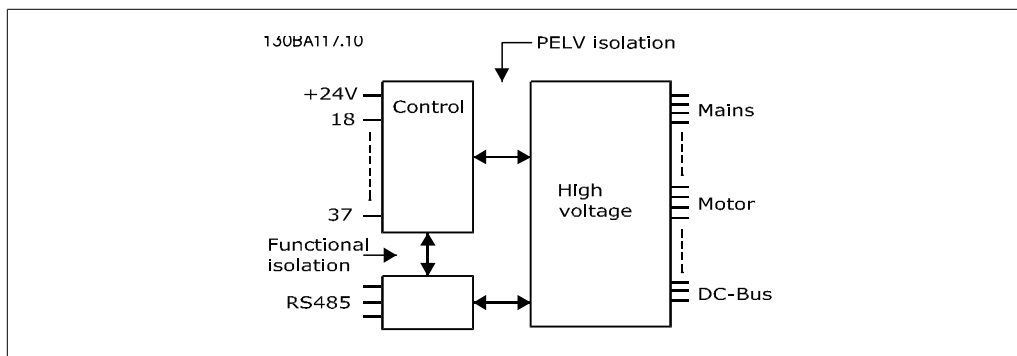 130BA117.10
PELV isolation
+24V
Control
18
Mains
High
voltage
37
Motor
Functional
isolation
RS485
DC-Bus